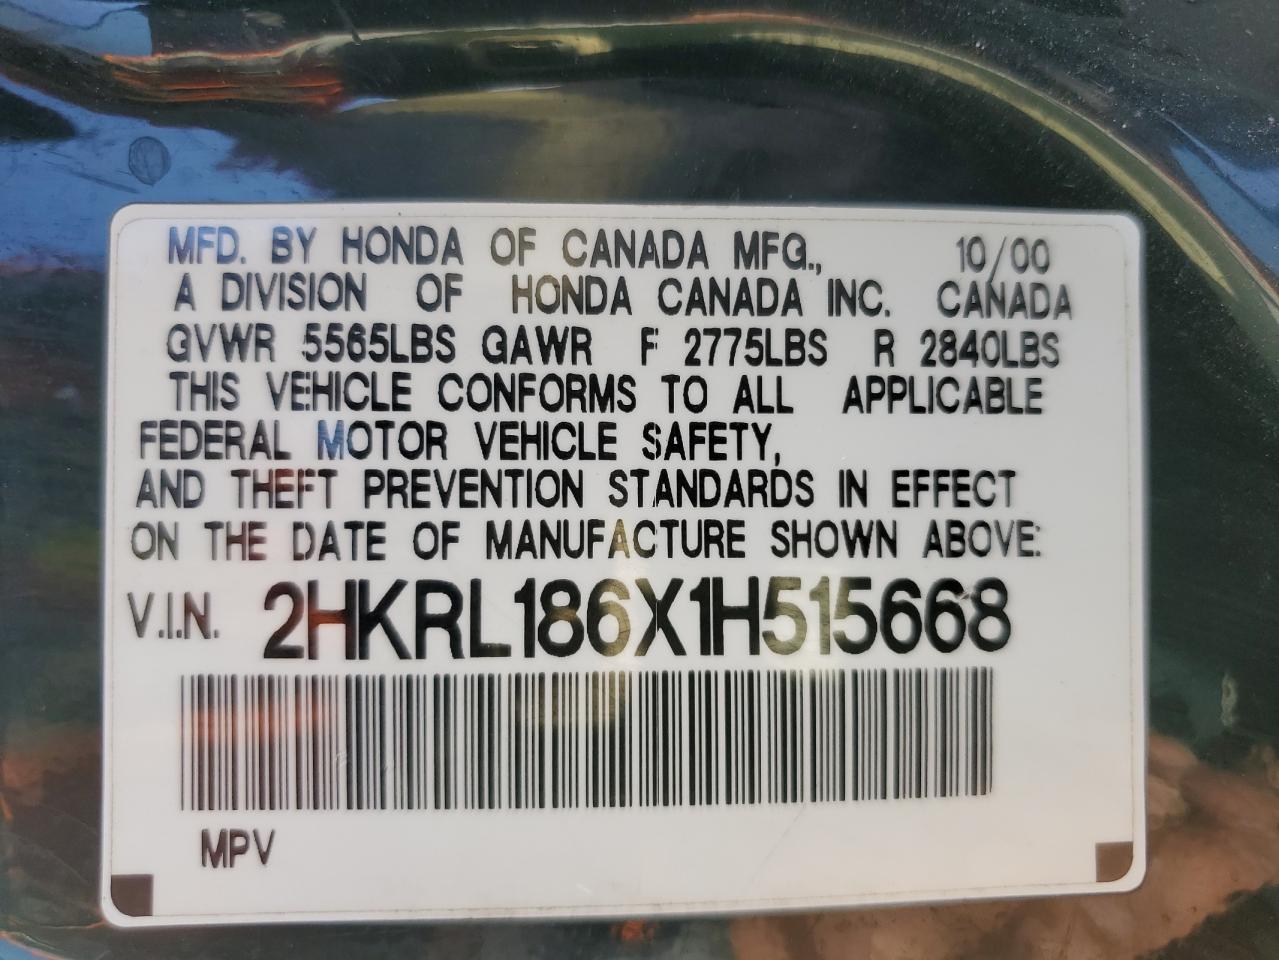 MFD. BY HONDA OF CANADA MFG., 10/00
A DIVISION OF HONDA CANADA INC. CANADA
GVWR 5565LBS GAWR F 2775LBS R 2840LBS
THIS VEHICLE CONFORMS TO ALL APPLICABLE
FEDERAL MOTOR VEHICLE SAFETY,
AND THEFT PREVENTION STANDARDS IN EFFECT
ON THE DATE OF MANUFACTURE SHOWN ABOVE:
V.I.N. 2HKRL186X1H515668
MPV